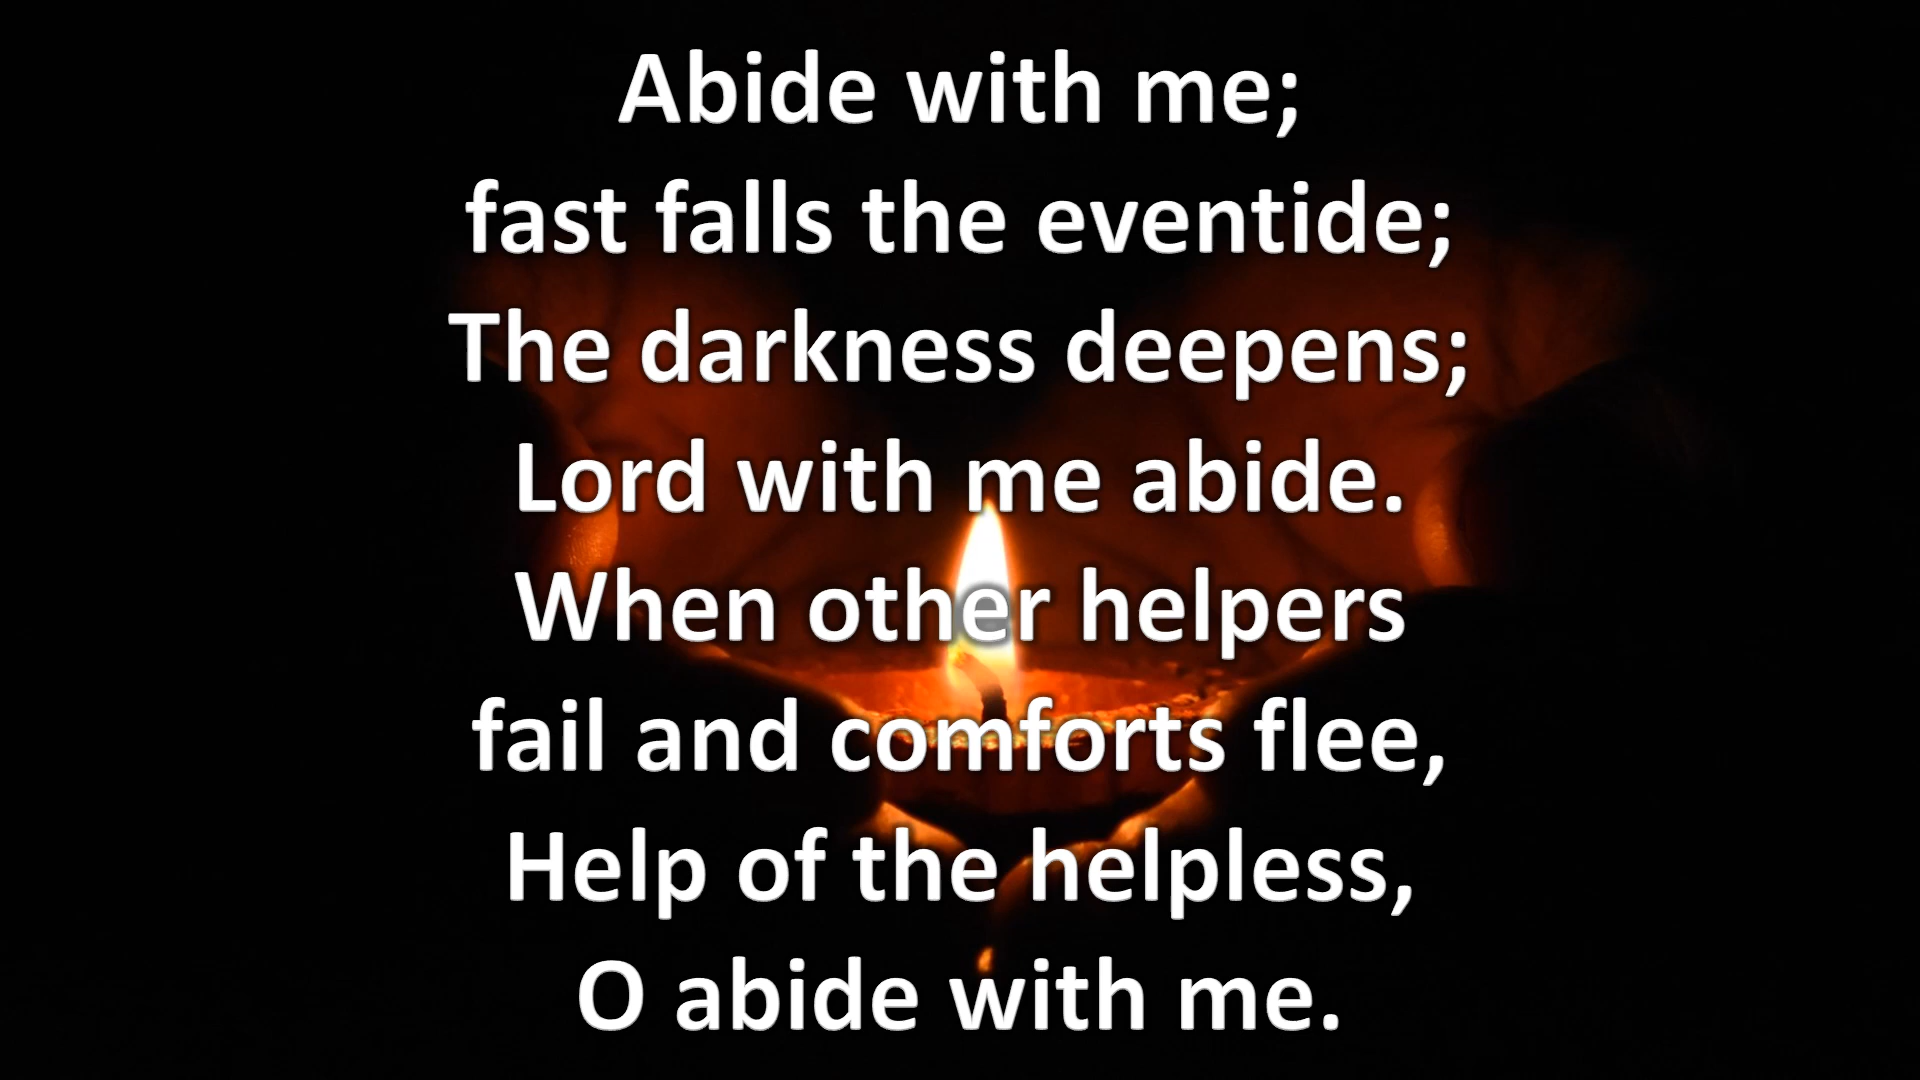 Abide with me;
fast falls the eventide;
The darkness deepens;
Lord with me abide.
When other helpers
fail and comforts flee,
Help of the helpless,
O abide with me.